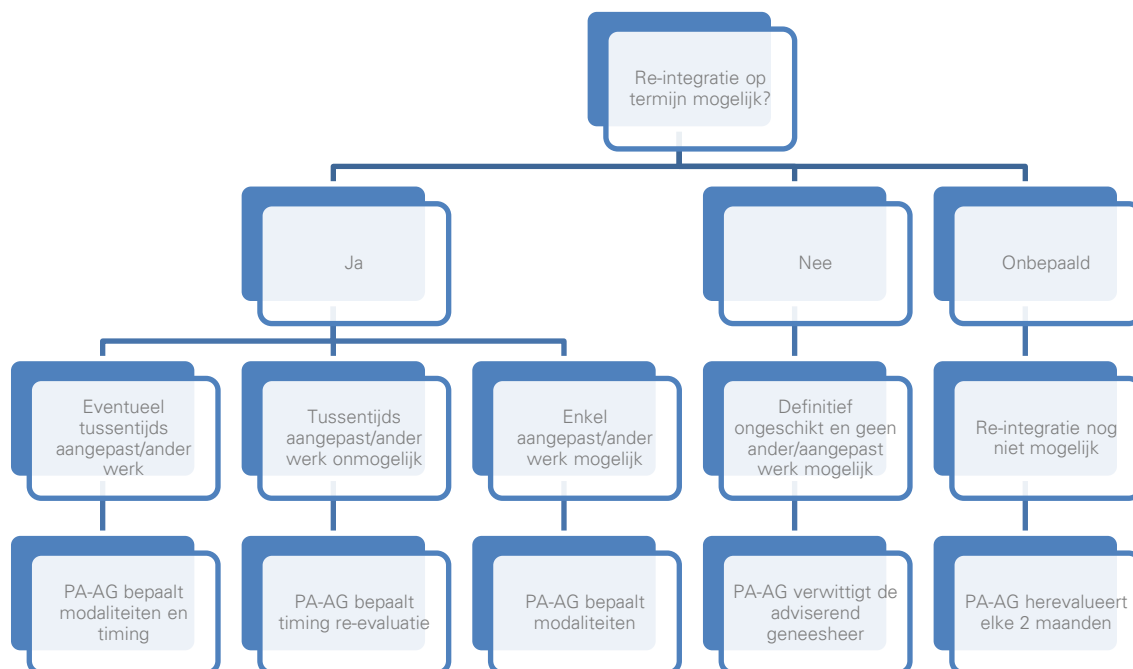 Re-integratie op
termijn mogelijk?
Ja
Nee
Onbepaald
Eventueel
tussentijds
aangepast/ander
werk
Tussentijds
aangepast/ander
werk onmogelijk
Enkel
aangepast/ander
werk mogelijk
Definitief
ongeschikt en geen
ander/aangepast
werk mogelijk
Re-integratie nog
niet mogelijk
PA-AG bepaalt
modaliteiten en
timing
PA-AG bepaalt
timing re-evaluatie
PA-AG bepaalt
modaliteiten
PA-AG verwittigt de
adviserend
geneesheer
PA-AG herevalueert
elke 2 maanden